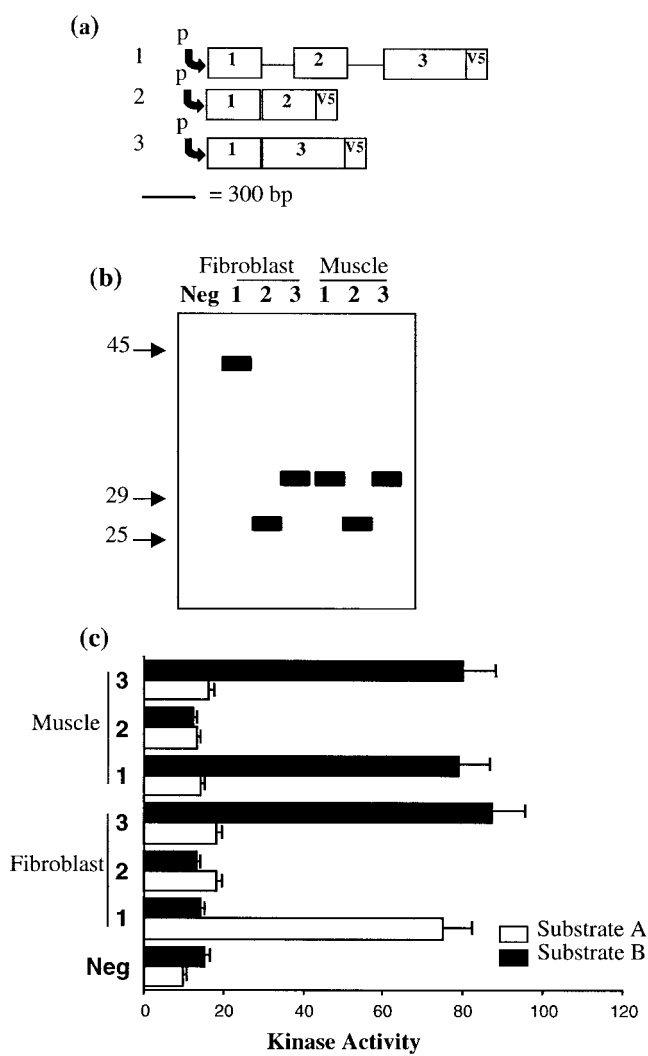 (a)
p
1
1 2 3 V5
p
2
1 2 V5
p
3
1 3 V5
= 300 bp
(b)
Fibroblast Muscle
Neg 1 2 3 1 2 3
45
29
25
(c)
3
Muscle 2
1
3
Fibroblast 2
1
Substrate A
Substrate B
Neg
0 20 40 60 80 100 120
Kinase Activity